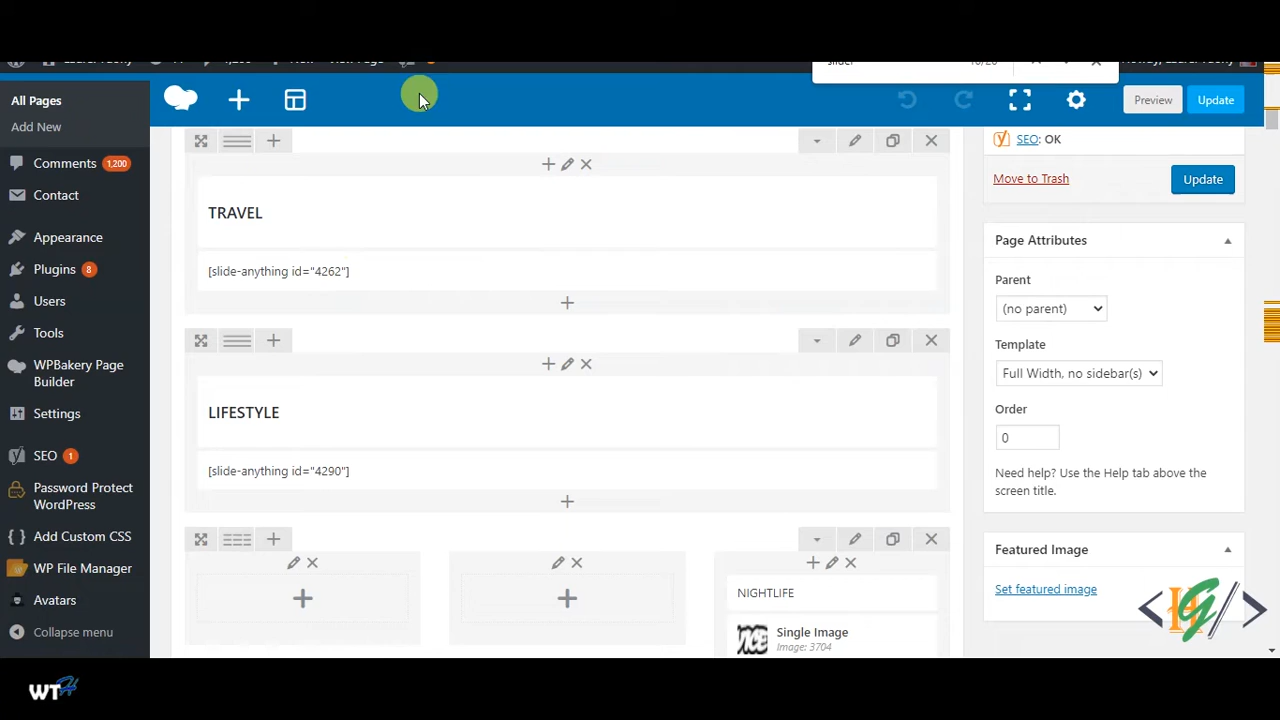 All Pages
Add New
Comments 1,200
Contact
Appearance
Plugins 8
Users
Tools
WPBakery Page
Builder
Settings
SEO 1
Password Protect
WordPress
Add Custom CSS
WP File Manager
Avatars
Collapse menu
Preview
Update
TRAVEL
[slide-anything id="4262"]
LIFESTYLE
[slide-anything id="4290"]
NIGHTLIFE
Single Image
Image: 3704
SEO: OK
Move to Trash
Update
Page Attributes
Parent
(no parent)
Template
Full Width, no sidebar(s)
Order
0
Need help? Use the Help tab above the
screen title.
Featured Image
Set featured image
WT